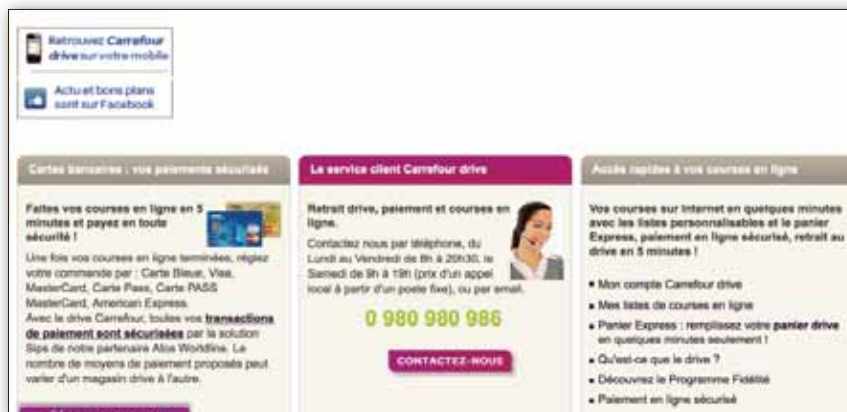 Retrouvez Carrefour
drive sur votre mobile
Actu et bons plans
sont sur Facebook
Cartes bancaires : vos paiements sécurisés
Faites vos courses en ligne en 5
minutes et payez en toute
sécurité !
Une fois vos courses en ligne terminées, réglez
votre commande par : Carte Bleue, Visa,
MasterCard, Carte Pass, Carte PASS
MasterCard, American Express.
Avec le drive Carrefour, toutes vos transactions
de paiement sont sécurisées par la solution
Sips de notre partenaire Atos Worldline. Le
nombre de moyens de paiement proposés peut
varier d'un magasin drive à l'autre.
Le service client Carrefour drive
Retrait drive, paiement et courses en
ligne.
Contactez nous par téléphone, du
Lundi au Vendredi de 8h à 20h30, le
Samedi de 9h à 19h (prix d'un appel
local à partir d'un poste fixe), ou par email.
0 980 980 986
CONTACTEZ-NOUS
Accès rapides à vos courses en ligne
Vos courses sur Internet en quelques minutes
avec les listes personnalisables et le panier
Express, paiement en ligne sécurisé, retrait au
drive en 5 minutes !
Mon compte Carrefour drive
Mes listes de courses en ligne
Panier Express : remplissez votre panier drive
en quelques minutes seulement !
Qu'est-ce que le drive ?
Découvrez le Programme Fidélité
Paiement en ligne sécurisé